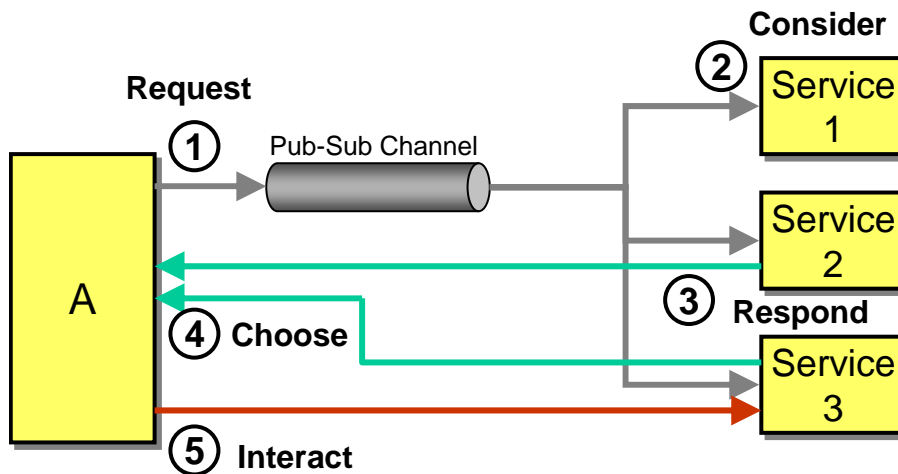 Consider
2
Service
1
Request
1
Pub-Sub Channel
Service
2
A
3
Respond
4
Choose
Service
3
5
Interact